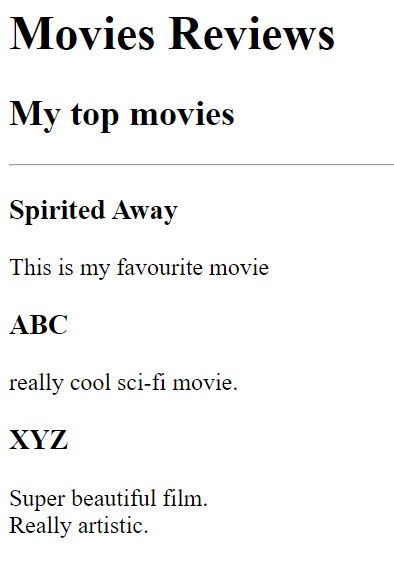 Movies Reviews
My top movies
Spirited Away
This is my favourite movie
ABC
really cool sci-fi movie.
XYZ
Super beautiful film.
Really artistic.